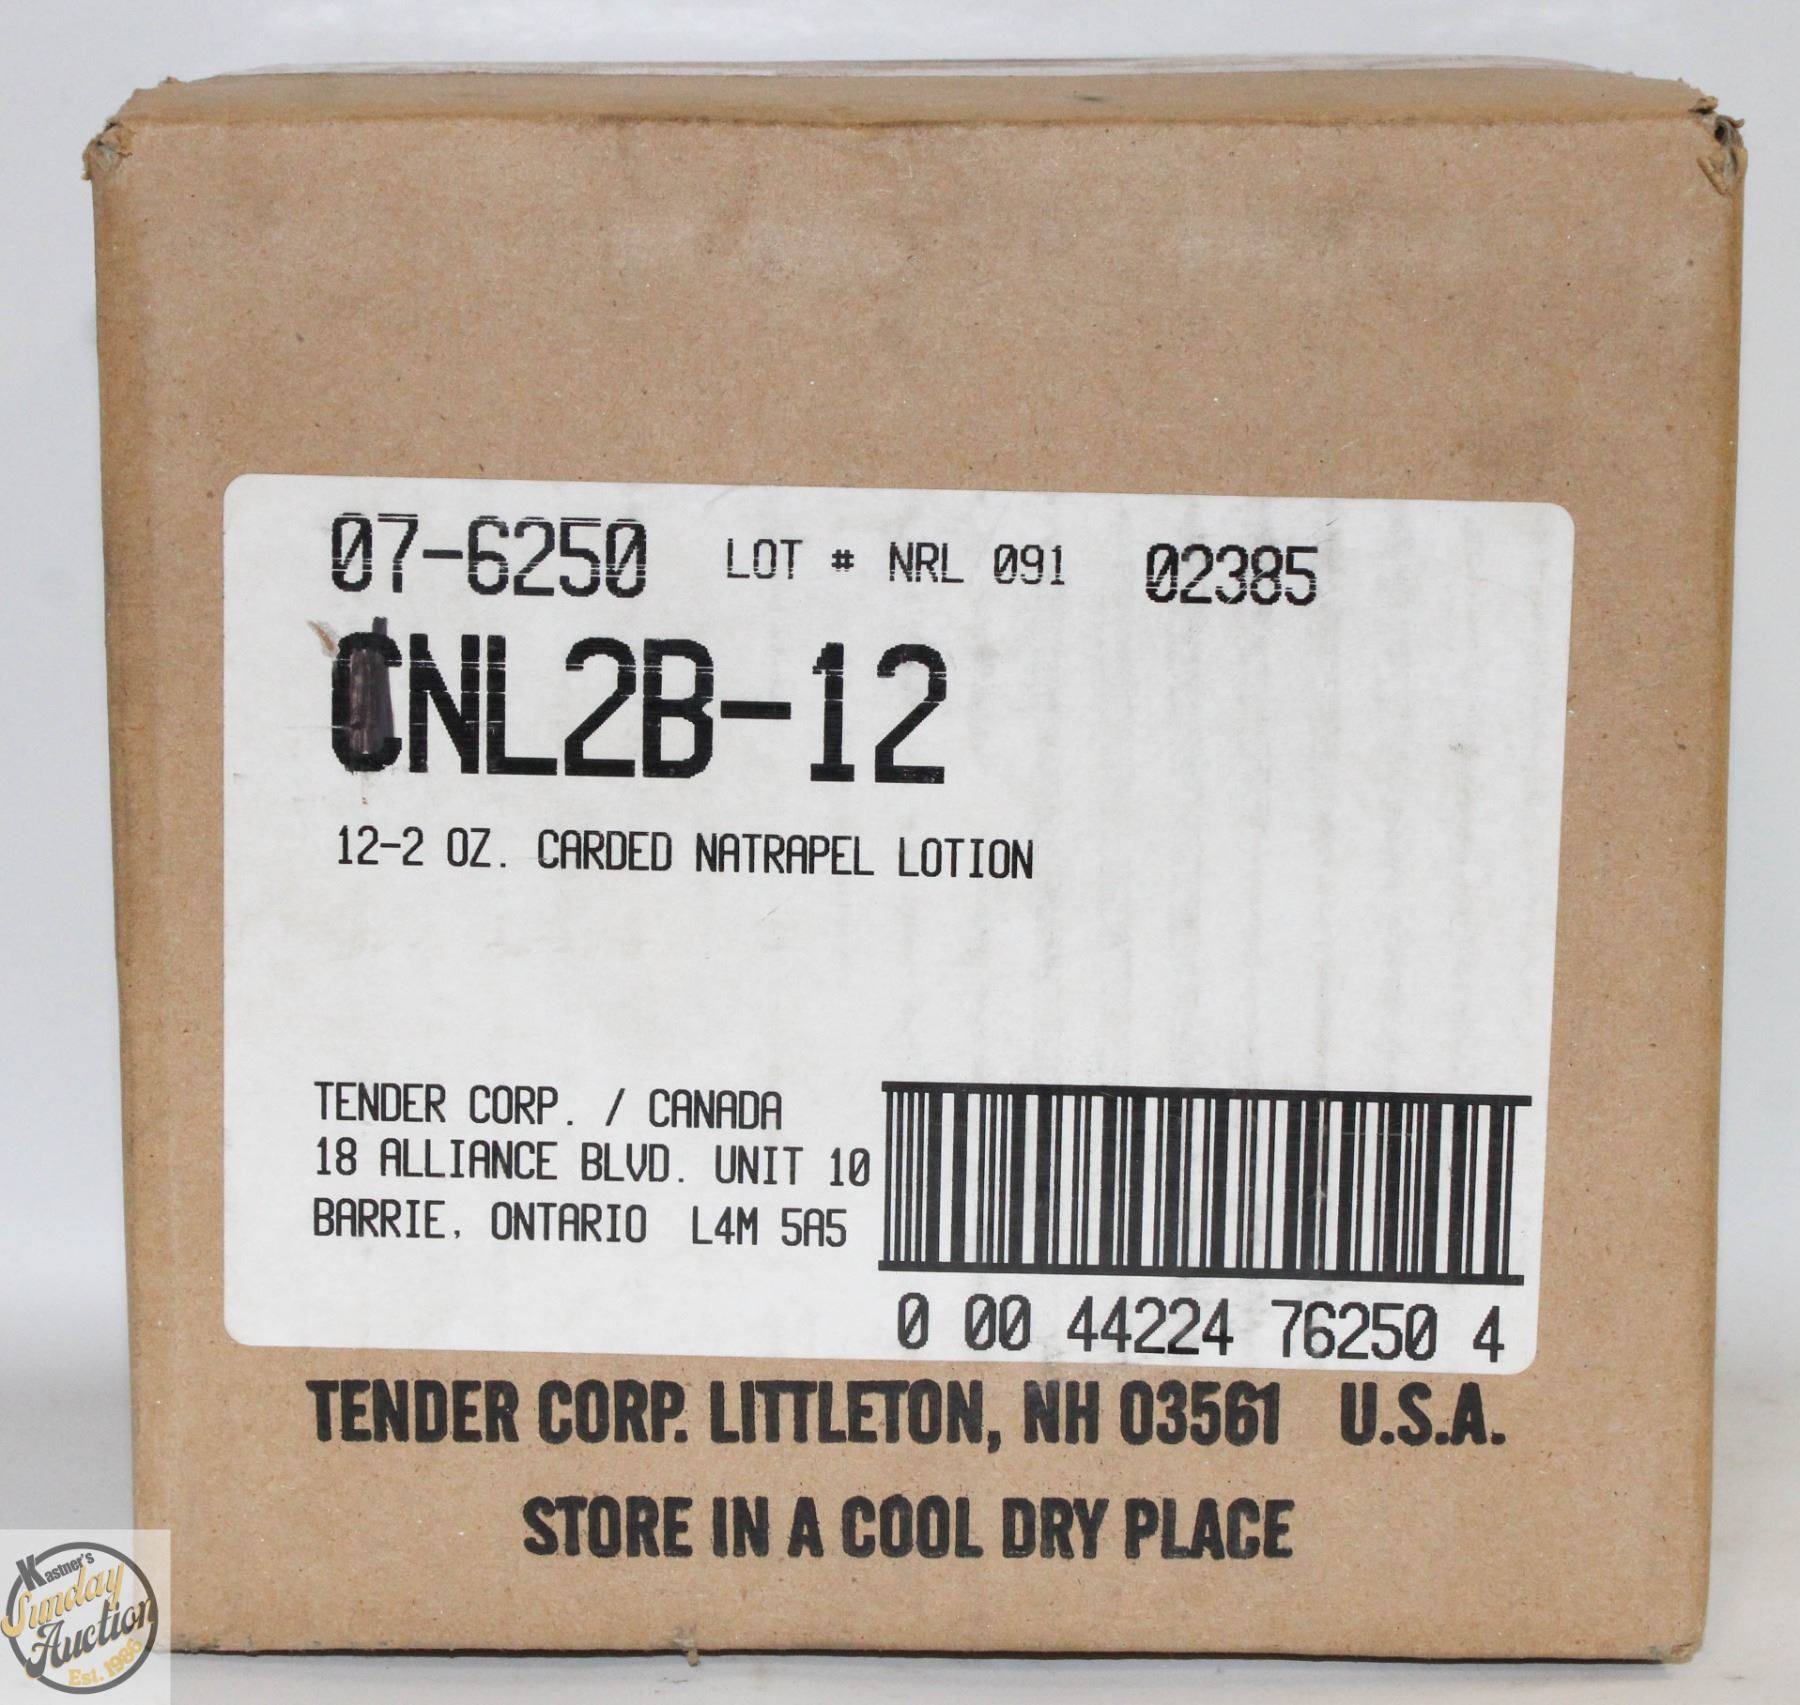 07-6250 LOT # NRL 091 02385
CNL2B-12
12-2 OZ. CARDED NATRAPEL LOTION
TENDER CORP. / CANADA
18 ALLIANCE BLVD. UNIT 10
BARRIE, ONTARIO L4M 5A5
0 00 44224 76250 4
TENDER CORP. LITTLETON, NH 03561 U.S.A.
STORE IN A COOL DRY PLACE
Kastner's
Sunday
Auction
Est. 1986